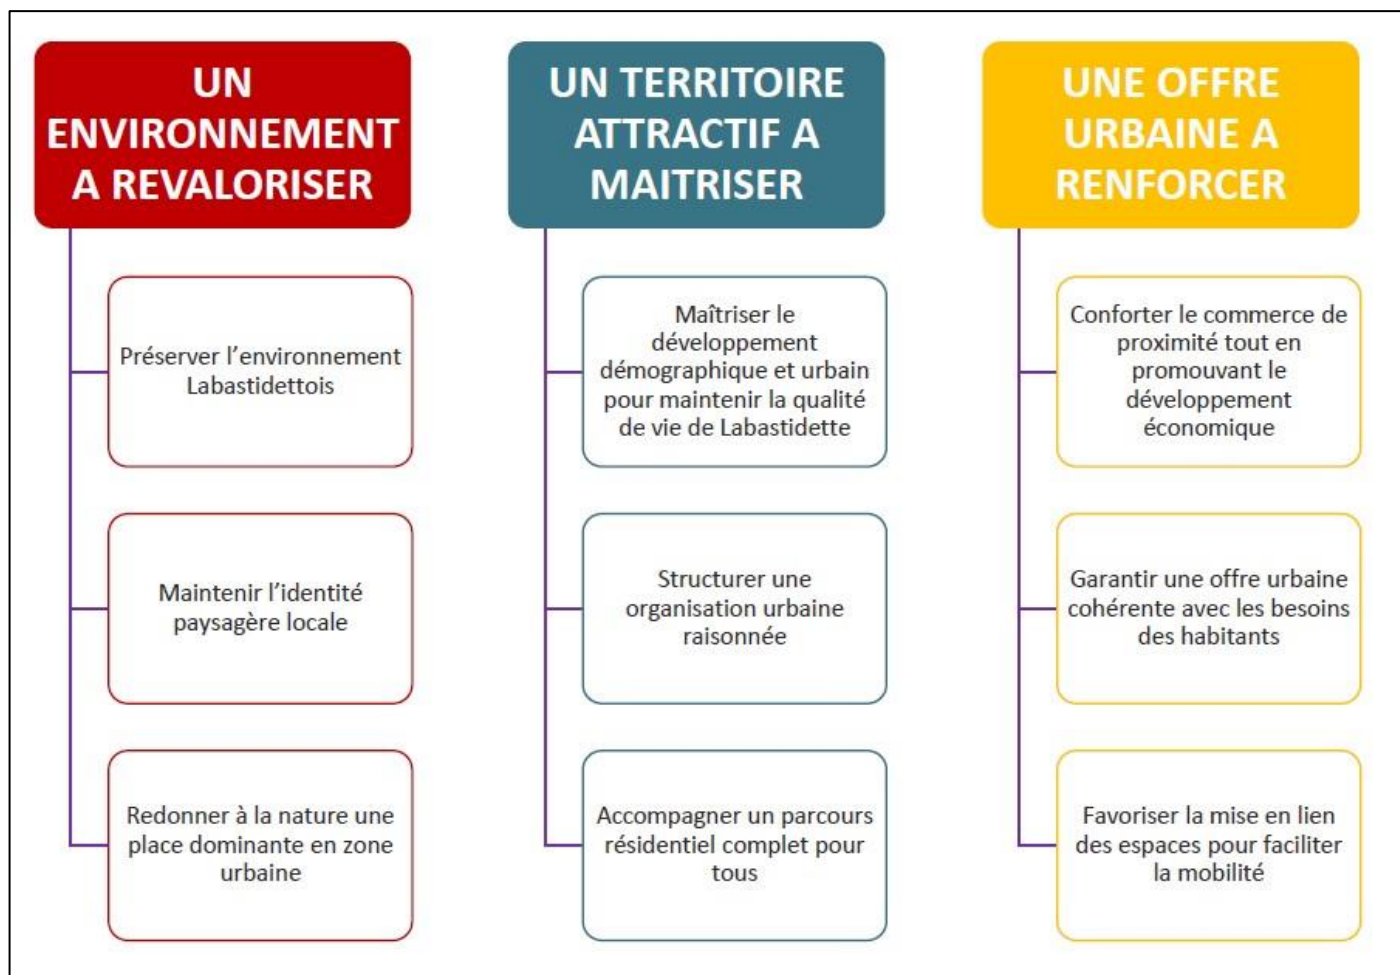 UN
ENVIRONNEMENT
A REVALORISER
Préserver l’environnement
Labastidettois
Maintenir l’identité
paysagère locale
Redonner à la nature une
place dominante en zone
urbaine
UN TERRITOIRE
ATTRACTIF A
MAITRISER
Maîtriser le
développement
démographique et urbain
pour maintenir la qualité
de vie de Labastidette
Structurer une
organisation urbaine
raisonnée
Accompagner un parcours
résidentiel complet pour
tous
UNE OFFRE
URBAINE A
RENFORCER
Conforter le commerce de
proximité tout en
promouvant le
développement
économique
Garantir une offre urbaine
cohérente avec les besoins
des habitants
Favoriser la mise en lien
des espaces pour faciliter
la mobilité